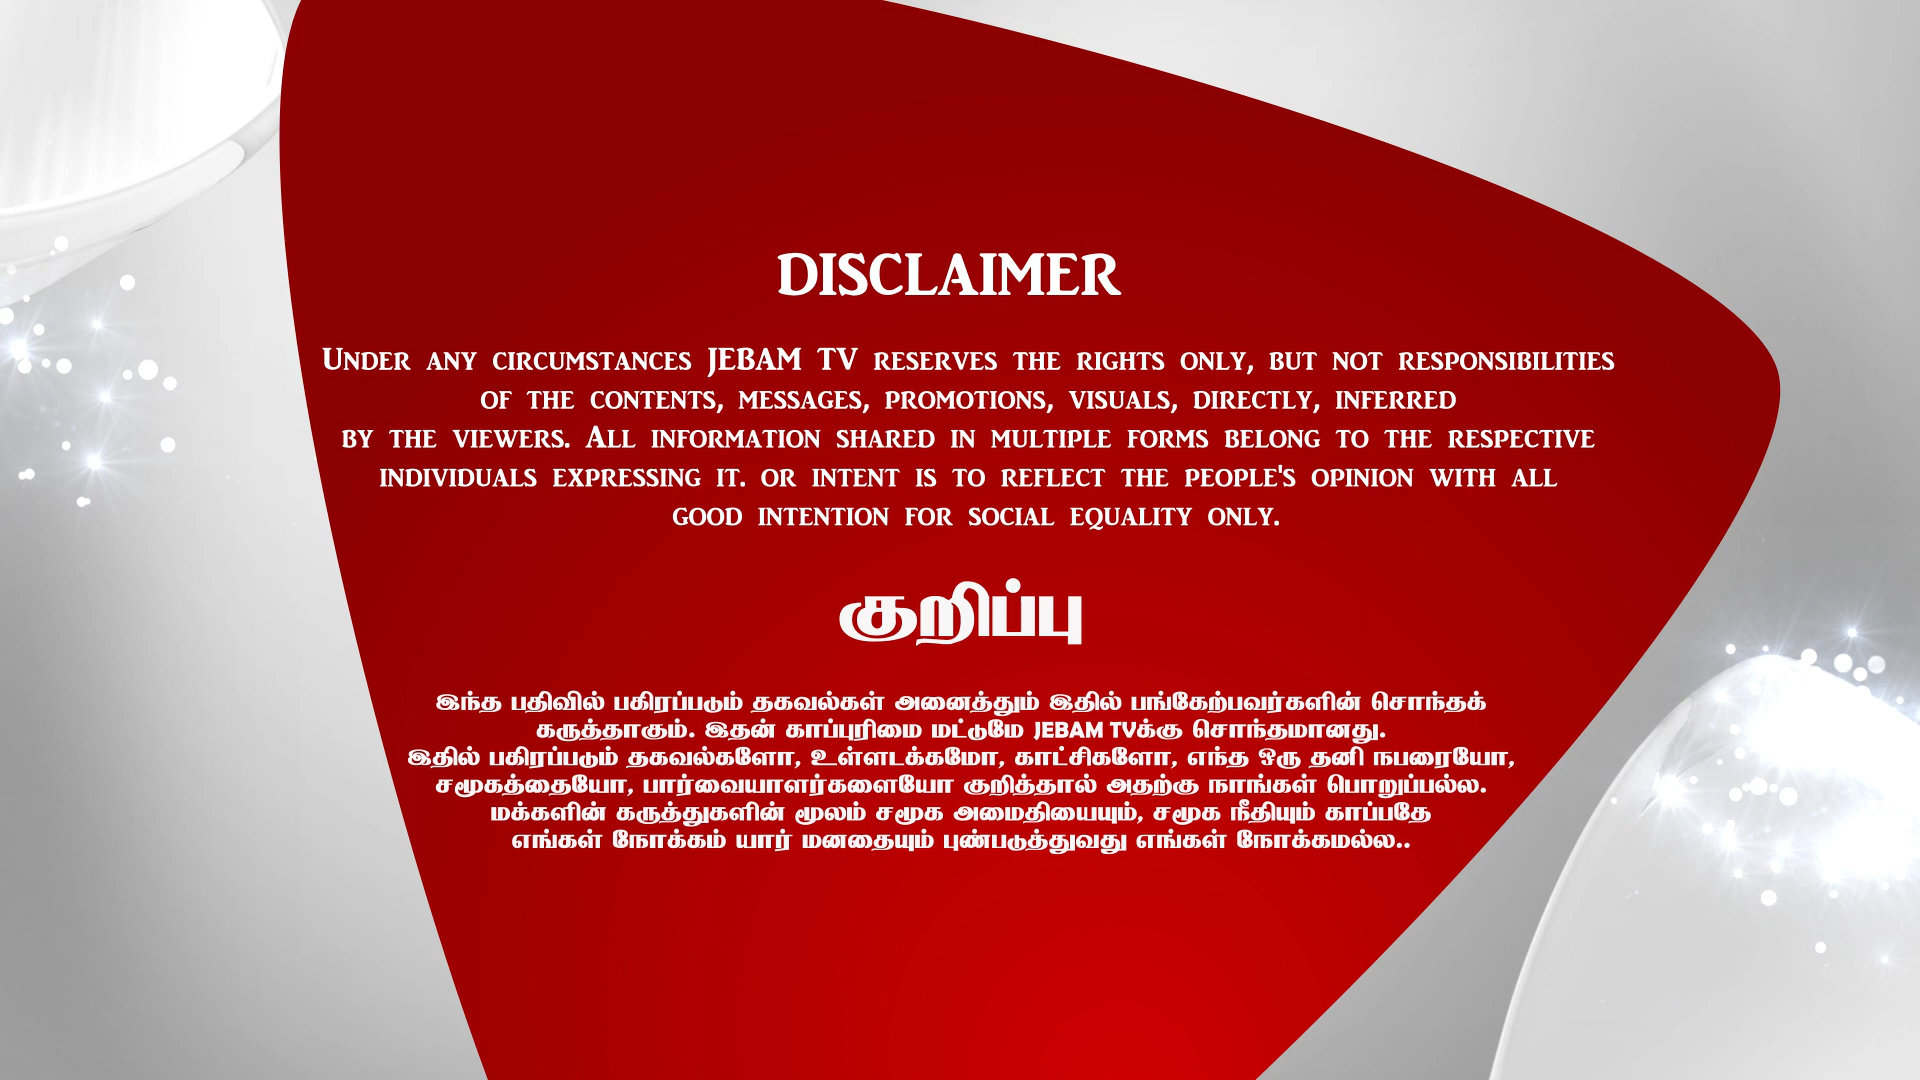 DISCLAIMER
Under any circumstances JEBAM TV reserves the rights only, but not responsibilities
of the contents, messages, promotions, visuals, directly, inferred
by the viewers. All information shared in multiple forms belong to the respective
individuals expressing it. or intent is to reflect the people's opinion with all
good intention for social equality only.
குறிப்பு
இந்த பதிவில் பகிரப்படும் தகவல்கள் அனைத்தும் இதில் பங்கேற்பவர்களின் சொந்தக்
கருத்தாகும். இதன் காப்புரிமை மட்டுமே JEBAM TVக்கு சொந்தமானது.
இதில் பகிரப்படும் தகவல்களோ, உள்ளடக்கமோ, காட்சிகளோ, எந்த ஒரு தனி நபரையோ,
சமூகத்தையோ, பார்வையாளர்களையோ குறித்தால் அதற்கு நாங்கள் பொறுப்பல்ல.
மக்களின் கருத்துகளின் மூலம் சமூக அமைதியையும், சமூக நீதியும் காப்பதே
எங்கள் நோக்கம் யார் மனதையும் புண்படுத்துவது எங்கள் நோக்கமல்ல..